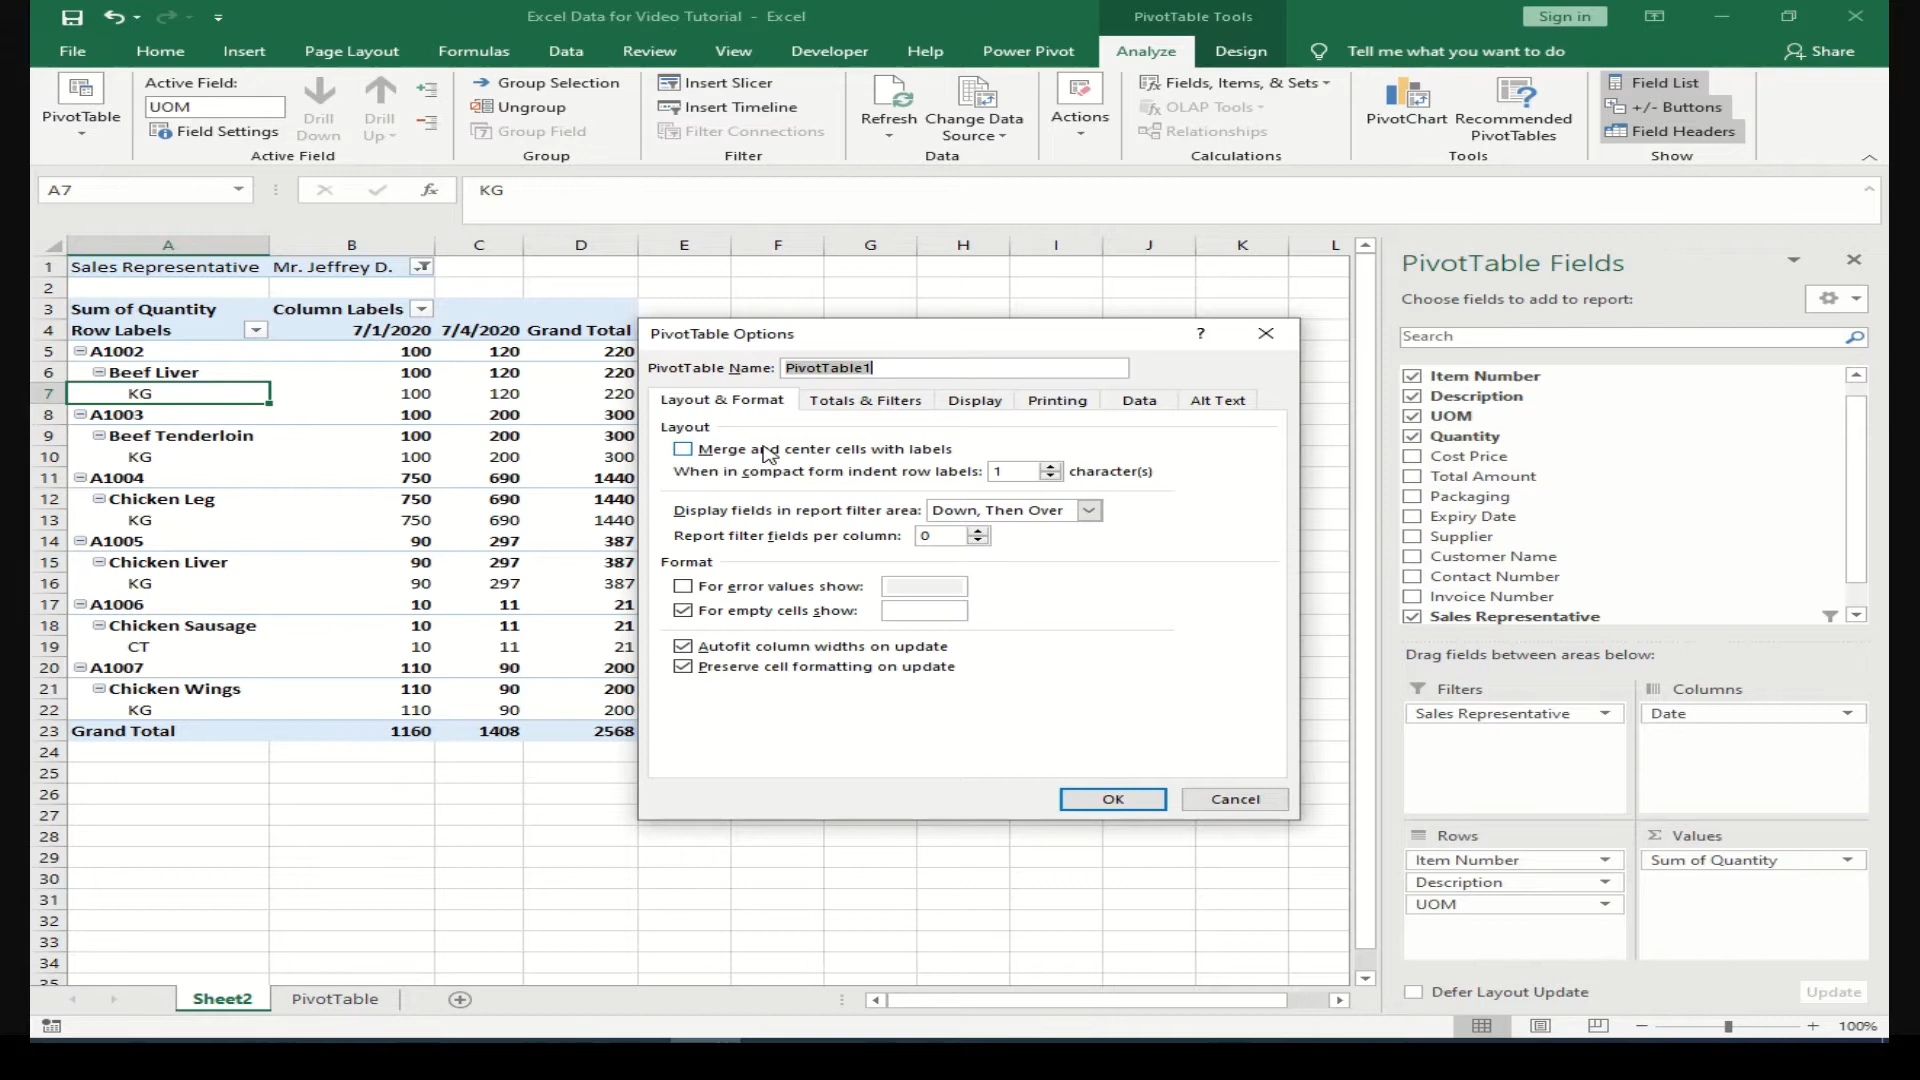 Excel Data for Video Tutorial - Excel
PivotTable Tools
Sign in
File Home Insert Page Layout Formulas Data Review View Developer Help Power Pivot Analyze Design Tell me what you want to do Share
PivotTable
Active Field:
UOM
Field Settings
Drill Down
Drill Up
Active Field
Group Selection
Ungroup
Group Field
Group
Insert Slicer
Insert Timeline
Filter Connections
Filter
Refresh
Change Data Source
Data
Actions
Fields, Items, & Sets
OLAP Tools
Relationships
Calculations
PivotChart
Recommended PivotTables
Tools
Field List
+/- Buttons
Field Headers
Show
A7 fx KG
A B C D E F G H I J K L
1 Sales Representative Mr. Jeffrey D.
2
3 Sum of Quantity Column Labels
4 Row Labels 7/1/2020 7/4/2020 Grand Total
5 A1002 100 120 220
6 Beef Liver 100 120 220
7 KG 100 120 220
8 A1003 100 200 300
9 Beef Tenderloin 100 200 300
10 KG 100 200 300
11 A1004 750 690 1440
12 Chicken Leg 750 690 1440
13 KG 750 690 1440
14 A1005 90 297 387
15 Chicken Liver 90 297 387
16 KG 90 297 387
17 A1006 10 11 21
18 Chicken Sausage 10 11 21
19 CT 10 11 21
20 A1007 110 90 200
21 Chicken Wings 110 90 200
22 KG 110 90 200
23 Grand Total 1160 1408 2568
24
25
26
27
28
29
30
31
32
33
34
35
PivotTable Options ?
PivotTable Name: PivotTable1
Layout & Format Totals & Filters Display Printing Data Alt Text
Layout
Merge and center cells with labels
When in compact form indent row labels: 1 character(s)
Display fields in report filter area: Down, Then Over
Report filter fields per column: 0
Format
For error values show:
For empty cells show:
Autofit column widths on update
Preserve cell formatting on update
OK Cancel
PivotTable Fields
Choose fields to add to report:
Search
Item Number
Description
UOM
Quantity
Cost Price
Total Amount
Packaging
Expiry Date
Supplier
Customer Name
Contact Number
Invoice Number
Sales Representative
Drag fields between areas below:
Filters
Sales Representative
Columns
Date
Rows
Item Number
Description
UOM
Values
Sum of Quantity
Defer Layout Update Update
Sheet2 PivotTable
100%